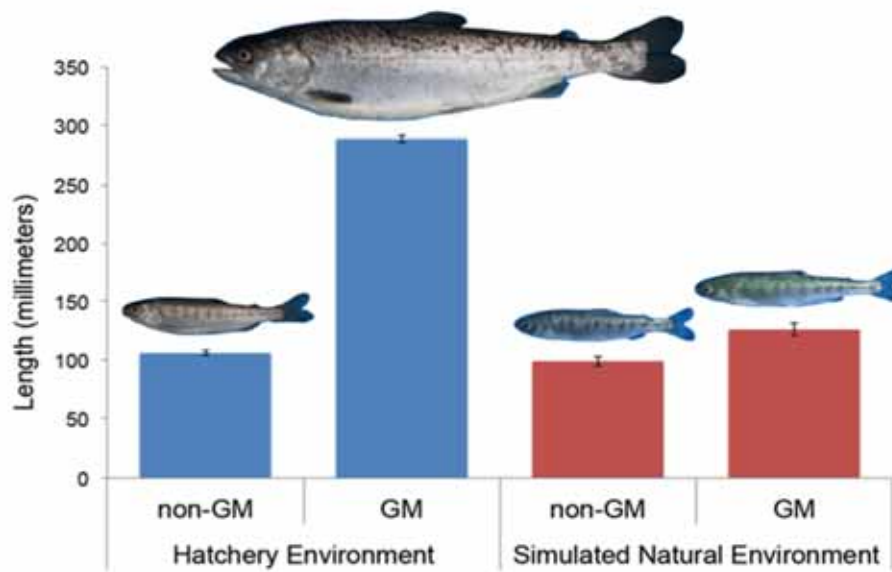 Length (millimeters)
350
300
250
200
150
100
50
0
non-GM GM non-GM GM
Hatchery Environment Simulated Natural Environment